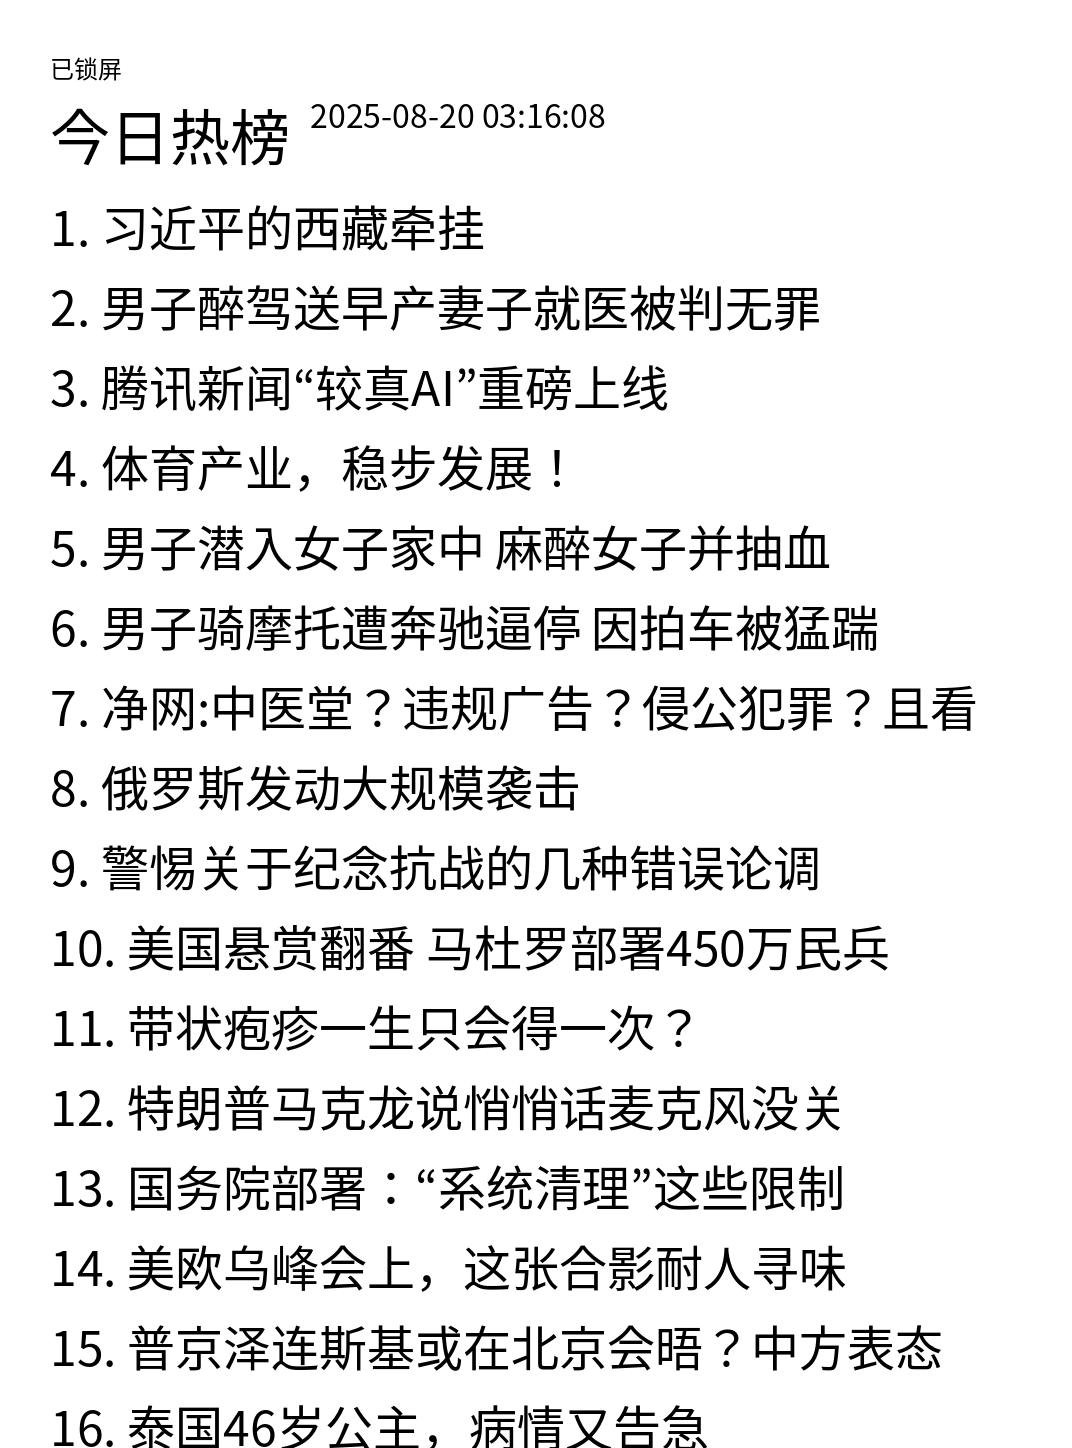 已锁屏
今日热榜 2025-08-20 03:16:08
1. 习近平的西藏牵挂
2. 男子醉驾送早产妻子就医被判无罪
3. 腾讯新闻“较真AI”重磅上线
4. 体育产业，稳步发展！
5. 男子潜入女子家中 麻醉女子并抽血
6. 男子骑摩托遭奔驰逼停 因拍车被猛踹
7. 净网:中医堂？违规广告？侵公犯罪？且看
8. 俄罗斯发动大规模袭击
9. 警惕关于纪念抗战的几种错误论调
10. 美国悬赏翻番 马杜罗部署450万民兵
11. 带状疱疹一生只会得一次？
12. 特朗普马克龙说悄悄话麦克风没关
13. 国务院部署：“系统清理”这些限制
14. 美欧乌峰会上，这张合影耐人寻味
15. 普京泽连斯基或在北京会晤？中方表态
16. 泰国46岁公主，病情又告急